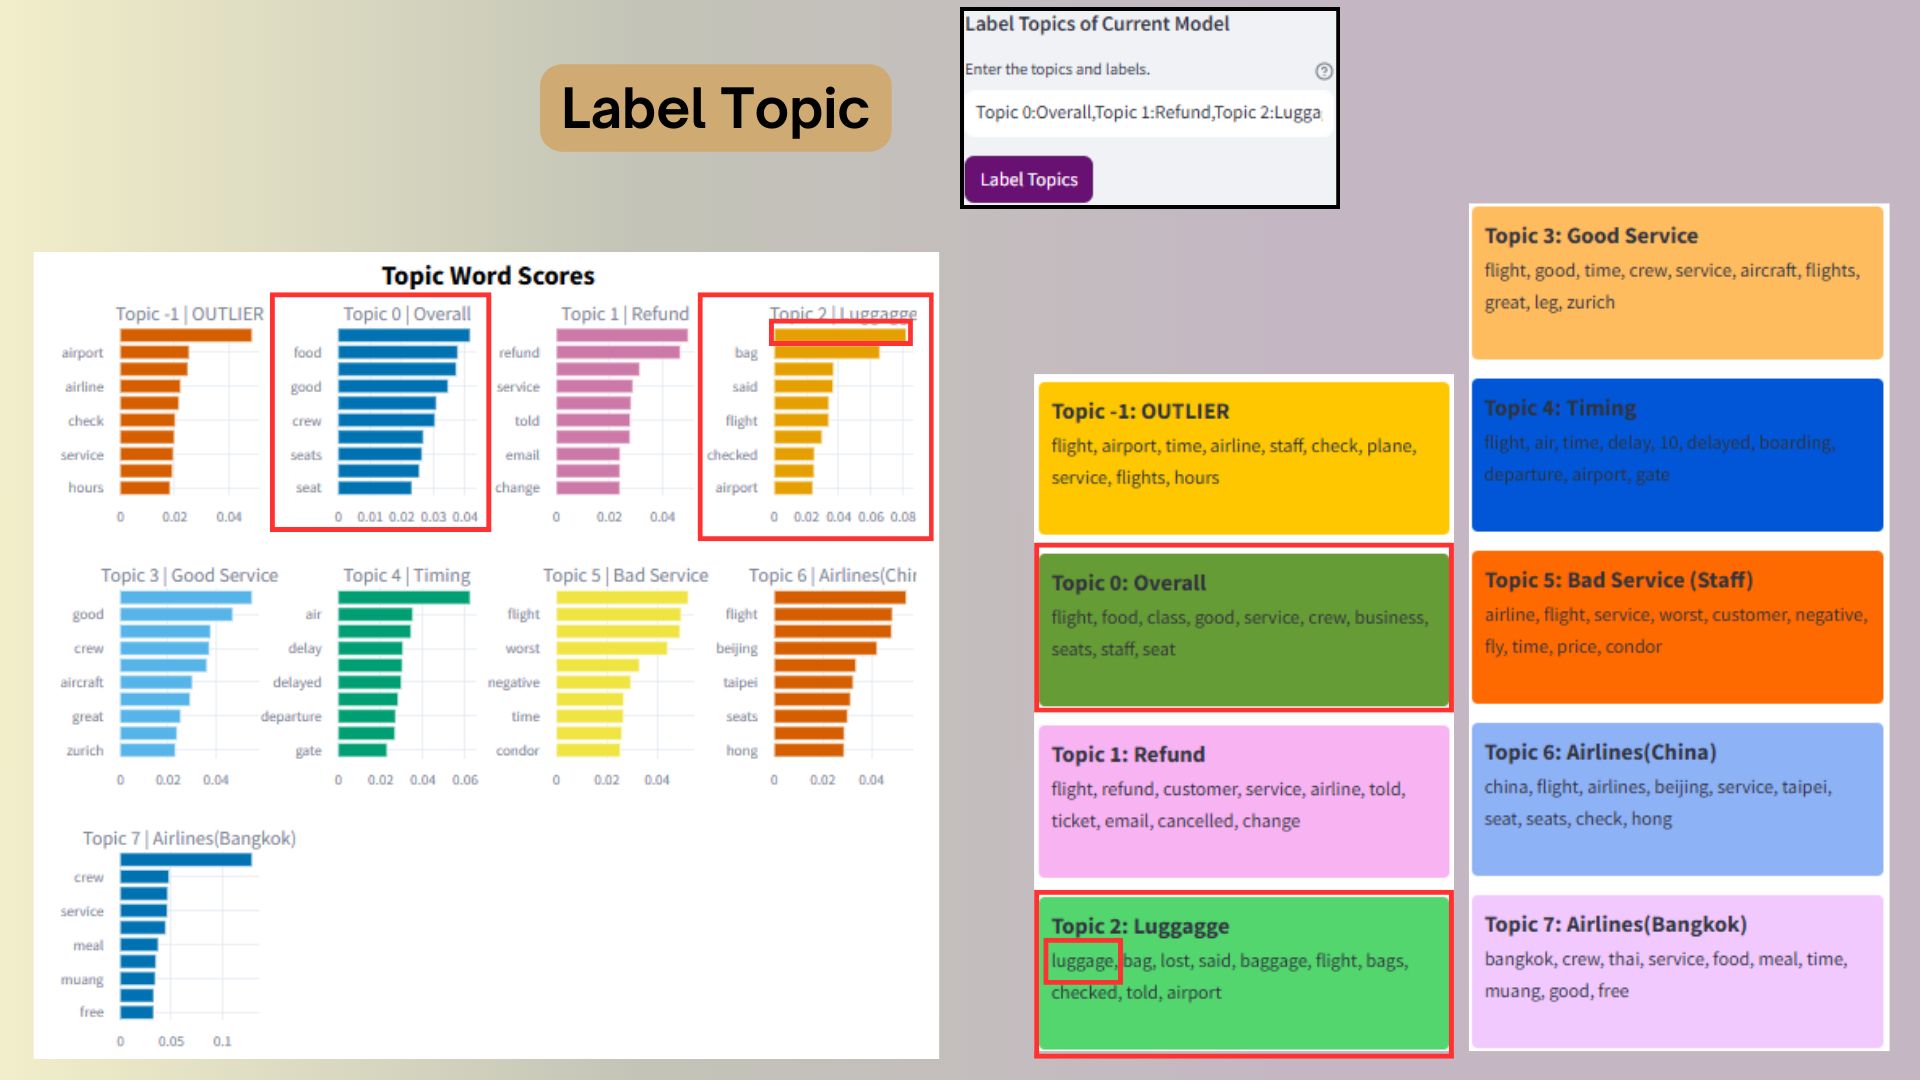 Label Topic
Label Topics of Current Model
Enter the topics and labels.
?
Topic 0:Overall,Topic 1:Refund,Topic 2:Lugga
Label Topics
Topic Word Scores
Topic -1 | OUTLIER
airport
airline
check
service
hours
0 0.02 0.04
Topic 0 | Overall
food
good
crew
seats
seat
0 0.01 0.02 0.03 0.04
Topic 1 | Refund
refund
service
told
email
change
0 0.02 0.04
Topic 2 | Luggagge
bag
said
flight
checked
airport
0 0.02 0.04 0.06 0.08
Topic 3 | Good Service
good
crew
aircraft
great
zurich
0 0.02 0.04
Topic 4 | Timing
air
delay
delayed
departure
gate
0 0.02 0.04 0.06
Topic 5 | Bad Service
flight
worst
negative
time
condor
0 0.02 0.04
Topic 6 | Airlines(Chir
flight
beijing
taipei
seats
hong
0 0.02 0.04
Topic 7 | Airlines(Bangkok)
crew
service
meal
muang
free
0 0.05 0.1
Topic -1: OUTLIER
flight, airport, time, airline, staff, check, plane,
service, flights, hours
Topic 0: Overall
flight, food, class, good, service, crew, business,
seats, staff, seat
Topic 1: Refund
flight, refund, customer, service, airline, told,
ticket, email, cancelled, change
Topic 2: Luggagge
luggage, bag, lost, said, baggage, flight, bags,
checked, told, airport
Topic 3: Good Service
flight, good, time, crew, service, aircraft, flights,
great, leg, zurich
Topic 4: Timing
flight, air, time, delay, 10, delayed, boarding,
departure, airport, gate
Topic 5: Bad Service (Staff)
airline, flight, service, worst, customer, negative,
fly, time, price, condor
Topic 6: Airlines(China)
china, flight, airlines, beijing, service, taipei,
seat, seats, check, hong
Topic 7: Airlines(Bangkok)
bangkok, crew, thai, service, food, meal, time,
muang, good, free